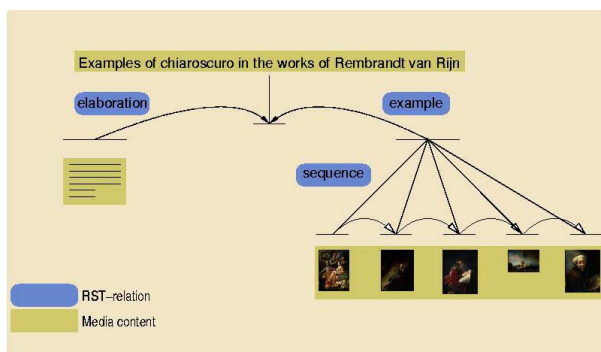 Examples of chiaroscuro in the works of Rembrandt van Rijn
elaboration
example
sequence
RST–relation
Media content